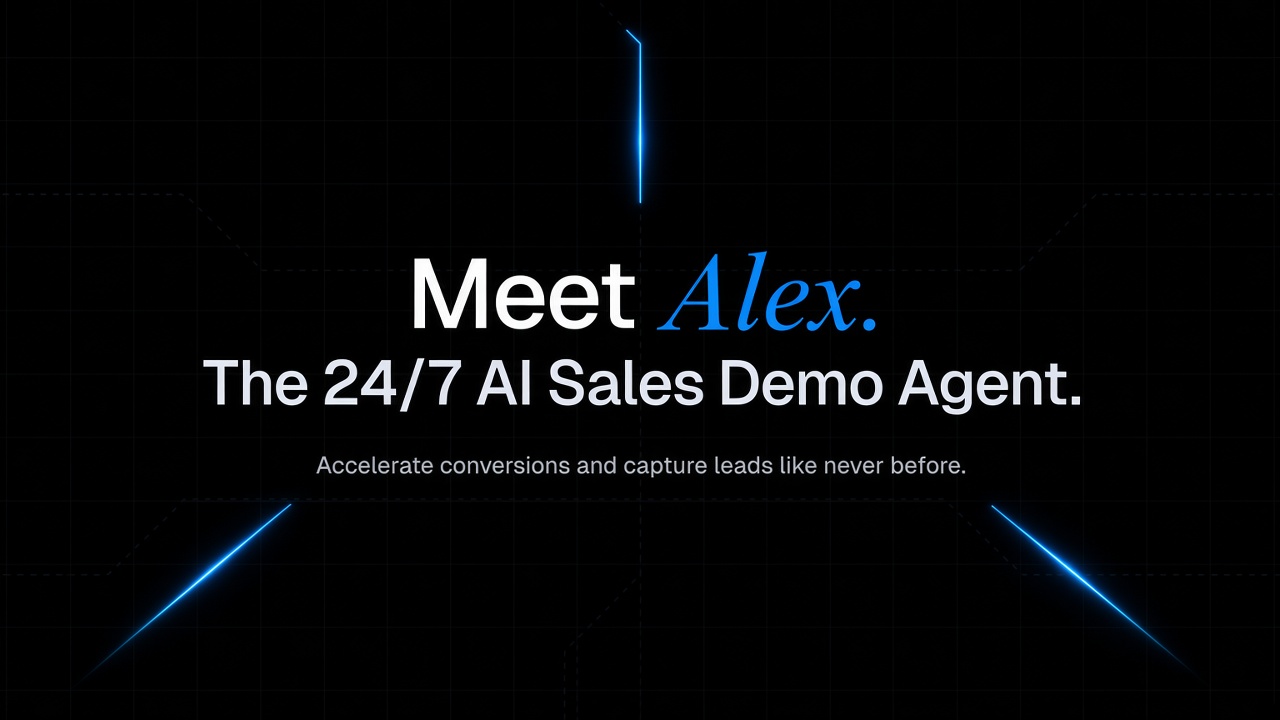 Meet Alex.
The 24/7 AI Sales Demo Agent.
Accelerate conversions and capture leads like never before.